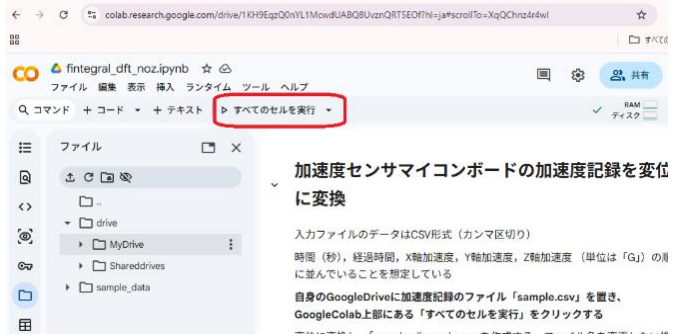 colab.research.google.com/drive/1KH9EqzQ0nYL1McwdUABQ8UvznQRTSEOf?hl=ja#scrollTo=XqQChnz4r4wl
すべての
CO fintegral_dft_noz.ipynb
ファイル 編集 表示 挿入 ランタイム ツール ヘルプ
共有
コマンド + コード + テキスト すべてのセルを実行
RAM
ディスク
ファイル
..
drive
MyDrive
Shareddrives
sample_data
加速度センサマイコンボードの加速度記録を変位
に変換
入力ファイルのデータはCSV形式（カンマ区切り）
時間（秒），経過時間，X軸加速度，Y軸加速度，Z軸加速度 （単位は「G」）の順
に並んでいることを想定している
自身のGoogleDriveに加速度記録のファイル「sample.csv」を置き、
GoogleColab上部にある「すべてのセルを実行」をクリックする